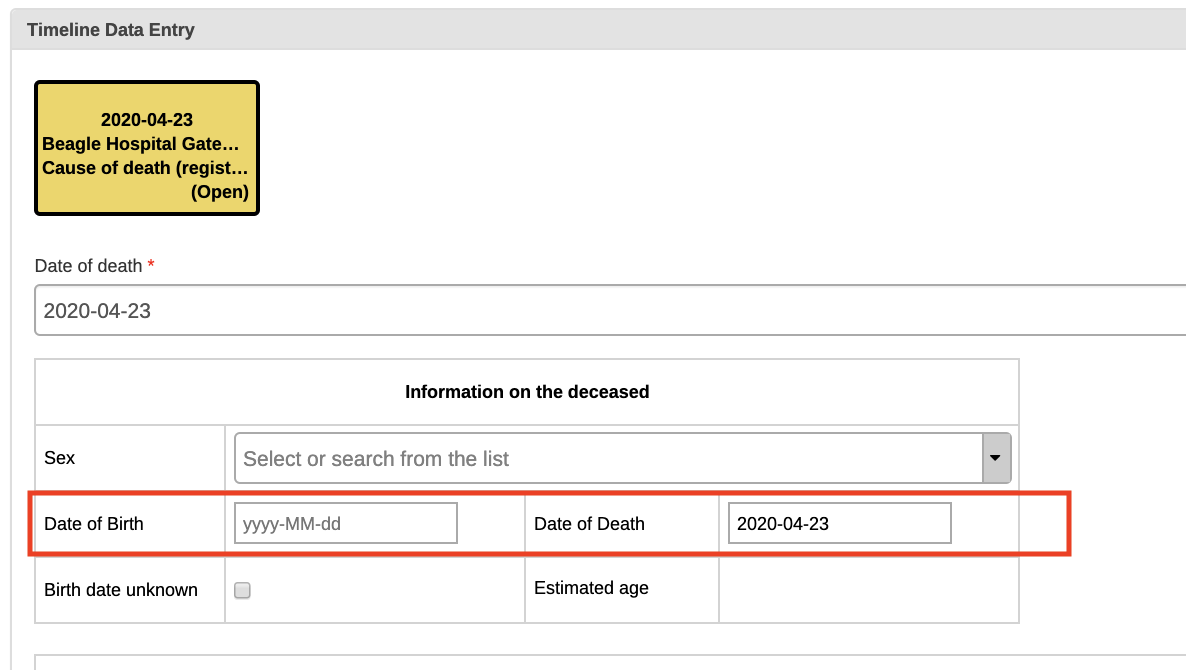 Timeline Data Entry
2020-04-23
Beagle Hospital Gate...
Cause of death (regist...
(Open)
Date of death *
2020-04-23
Information on the deceased
Sex
Select or search from the list
Date of Birth
yyyy-MM-dd
Date of Death
2020-04-23
Birth date unknown
Estimated age